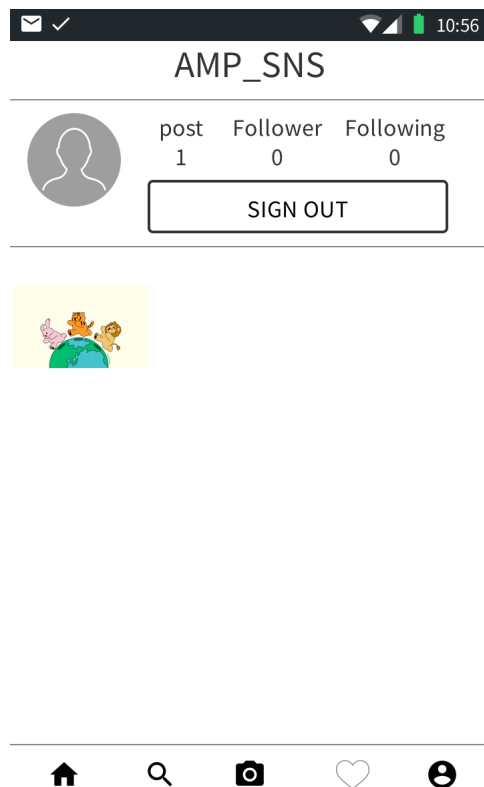 10:56
AMP_SNS
post Follower Following
1 0 0
SIGN OUT